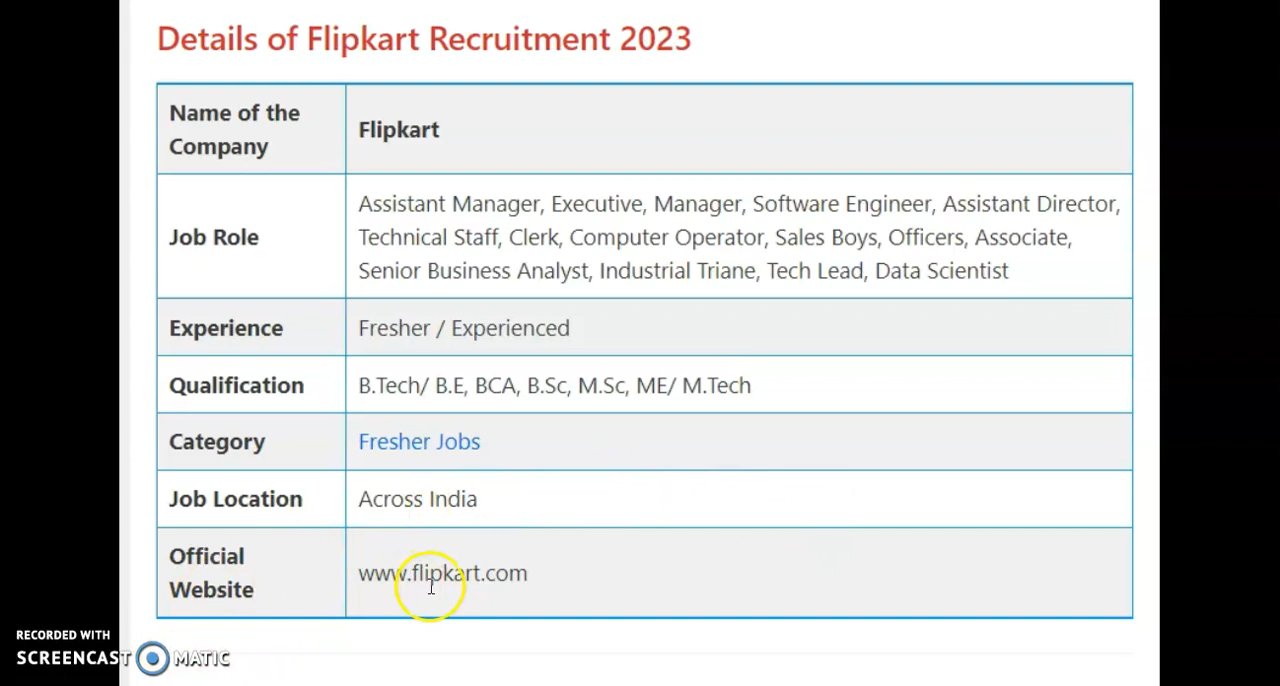 Details of Flipkart Recruitment 2023
Name of the
Company
Flipkart
Job Role
Assistant Manager, Executive, Manager, Software Engineer, Assistant Director,
Technical Staff, Clerk, Computer Operator, Sales Boys, Officers, Associate,
Senior Business Analyst, Industrial Triane, Tech Lead, Data Scientist
Experience
Fresher / Experienced
Qualification
B.Tech/ B.E, BCA, B.Sc, M.Sc, ME/ M.Tech
Category
Fresher Jobs
Job Location
Across India
Official
Website
www.flipkart.com
RECORDED WITH
SCREENCAST MATIC